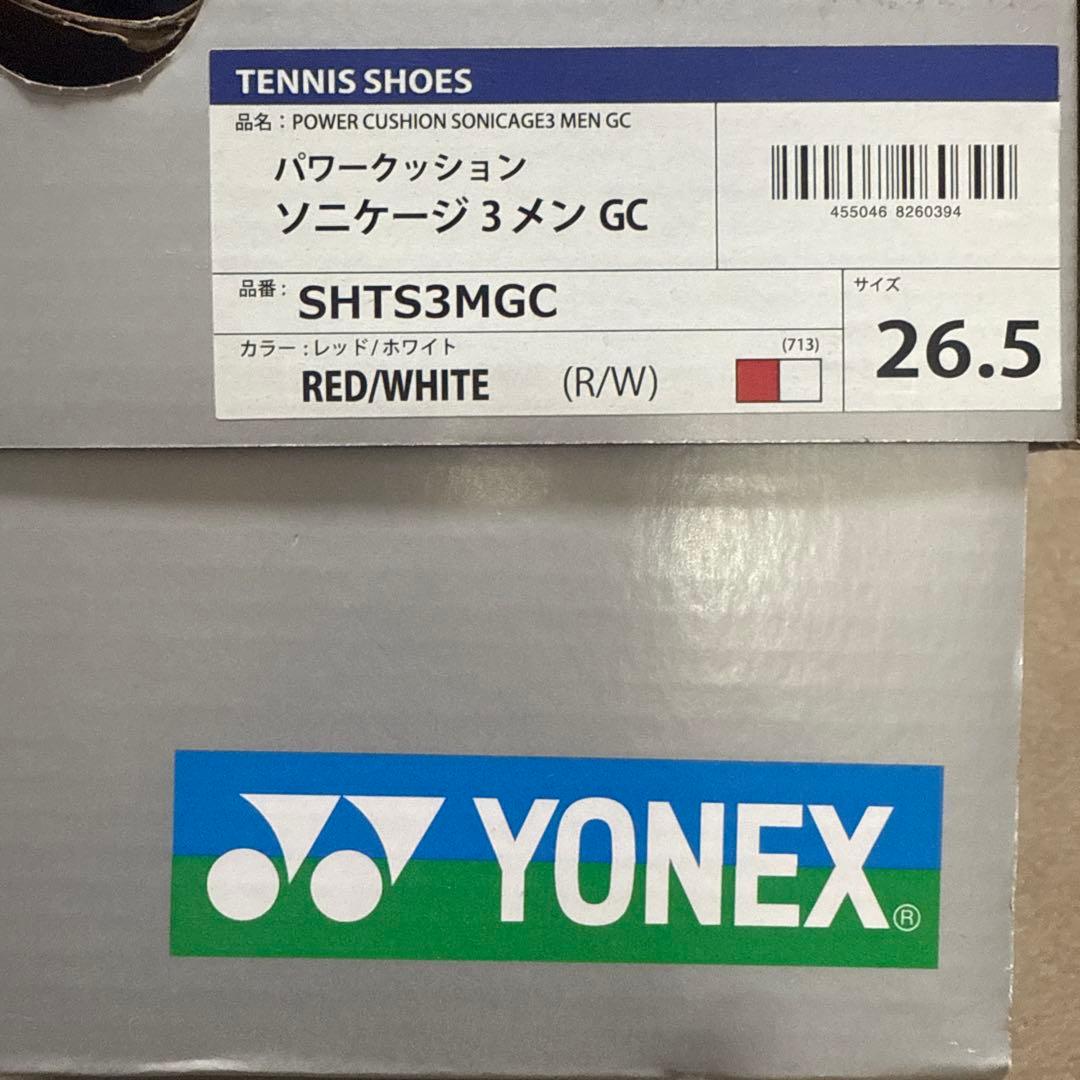 TENNIS SHOES
品名：POWER CUSHION SONICAGE3 MEN GC
パワークッション
ソニケージ 3 メン GC
455046 8260394
品番： SHTS3MGC
サイズ
26.5
カラー：レッド/ホワイト (713)
RED/WHITE (R/W)
YONEX®